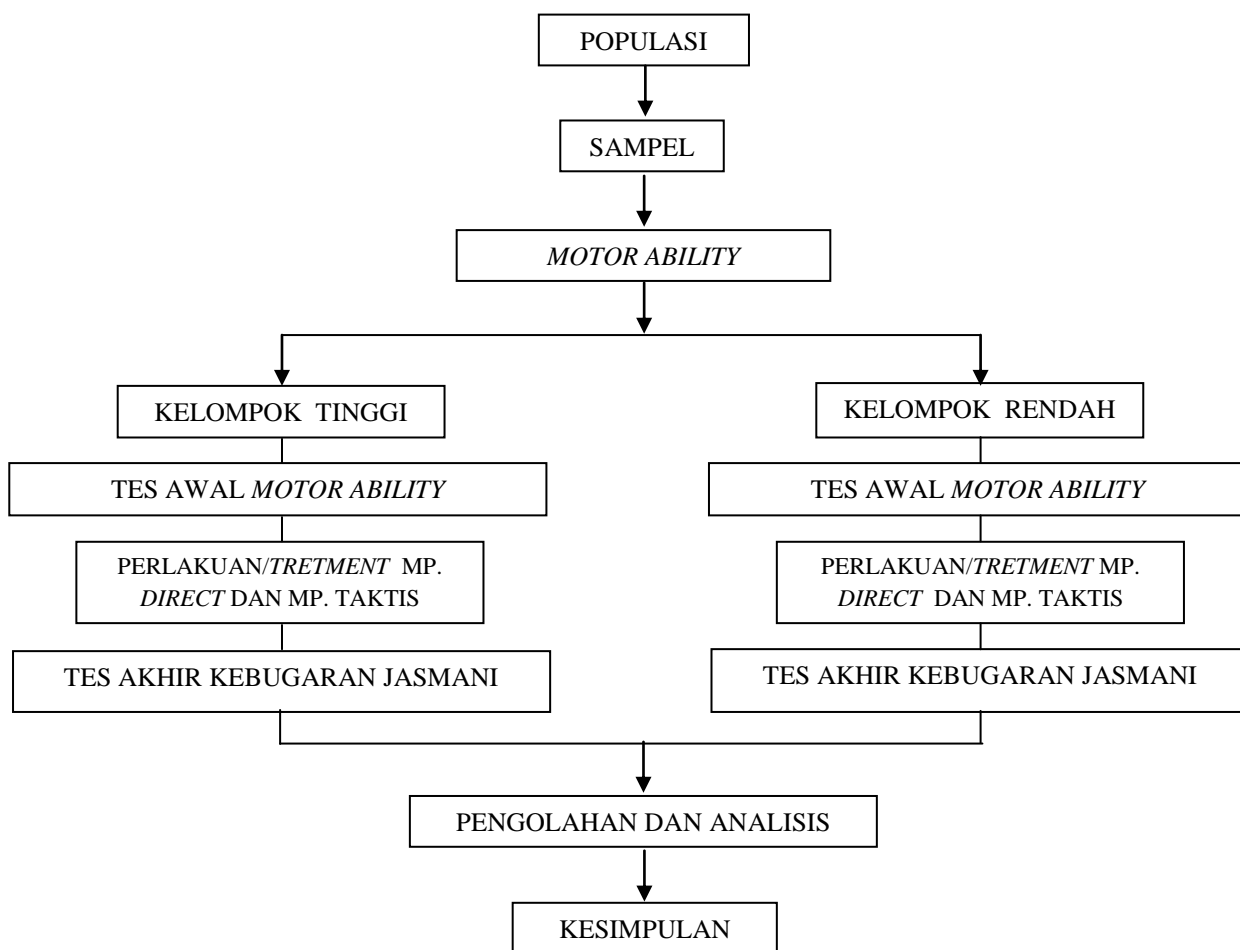 POPULASI
SAMPEL
MOTOR ABILITY
KELOMPOK TINGGI
KELOMPOK RENDAH
TES AWAL MOTOR ABILITY
TES AWAL MOTOR ABILITY
PERLAKUAN/TRETMENT MP.
DIRECT DAN MP. TAKTIS
PERLAKUAN/TRETMENT MP.
DIRECT DAN MP. TAKTIS
TES AKHIR KEBUGARAN JASMANI
TES AKHIR KEBUGARAN JASMANI
PENGOLAHAN DAN ANALISIS
KESIMPULAN